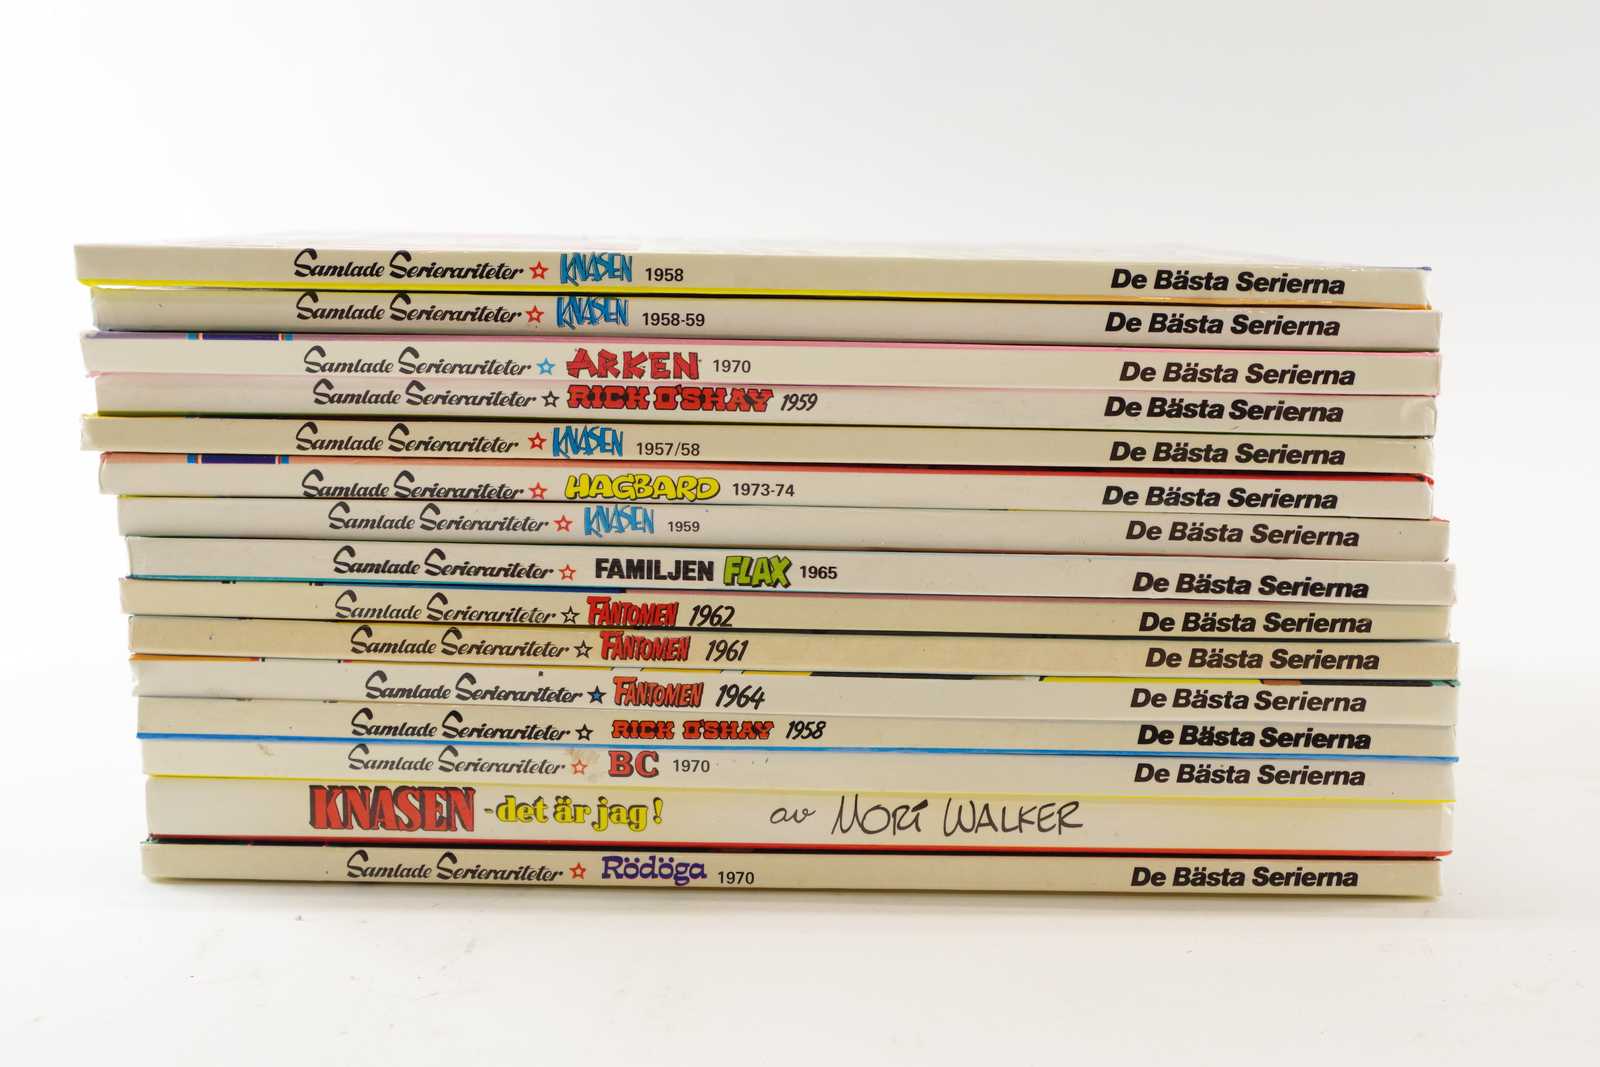 Samlade Serierariteter KNASEN 1958 De Bästa Serierna
Samlade Serierariteter KNASEN 1958-59 De Bästa Serierna
Samlade Serierariteter ARKEN 1970 De Bästa Serierna
Samlade Serierariteter RICK O'SHAY 1959 De Bästa Serierna
Samlade Serierariteter KNASEN 1957/58 De Bästa Serierna
Samlade Serierariteter HAGBARD 1973-74 De Bästa Serierna
Samlade Serierariteter KNASEN 1959 De Bästa Serierna
Samlade Serierariteter FAMILJEN FLAX 1965 De Bästa Serierna
Samlade Serierariteter FANTOMEN 1962 De Bästa Serierna
Samlade Serierariteter FANTOMEN 1961 De Bästa Serierna
Samlade Serierariteter FANTOMEN 1964 De Bästa Serierna
Samlade Serierariteter RICK O'SHAY 1958 De Bästa Serierna
Samlade Serierariteter BC 1970 De Bästa Serierna
KNASEN -det är jag! av MORT WALKER
Samlade Serierariteter Rödöga 1970 De Bästa Serierna